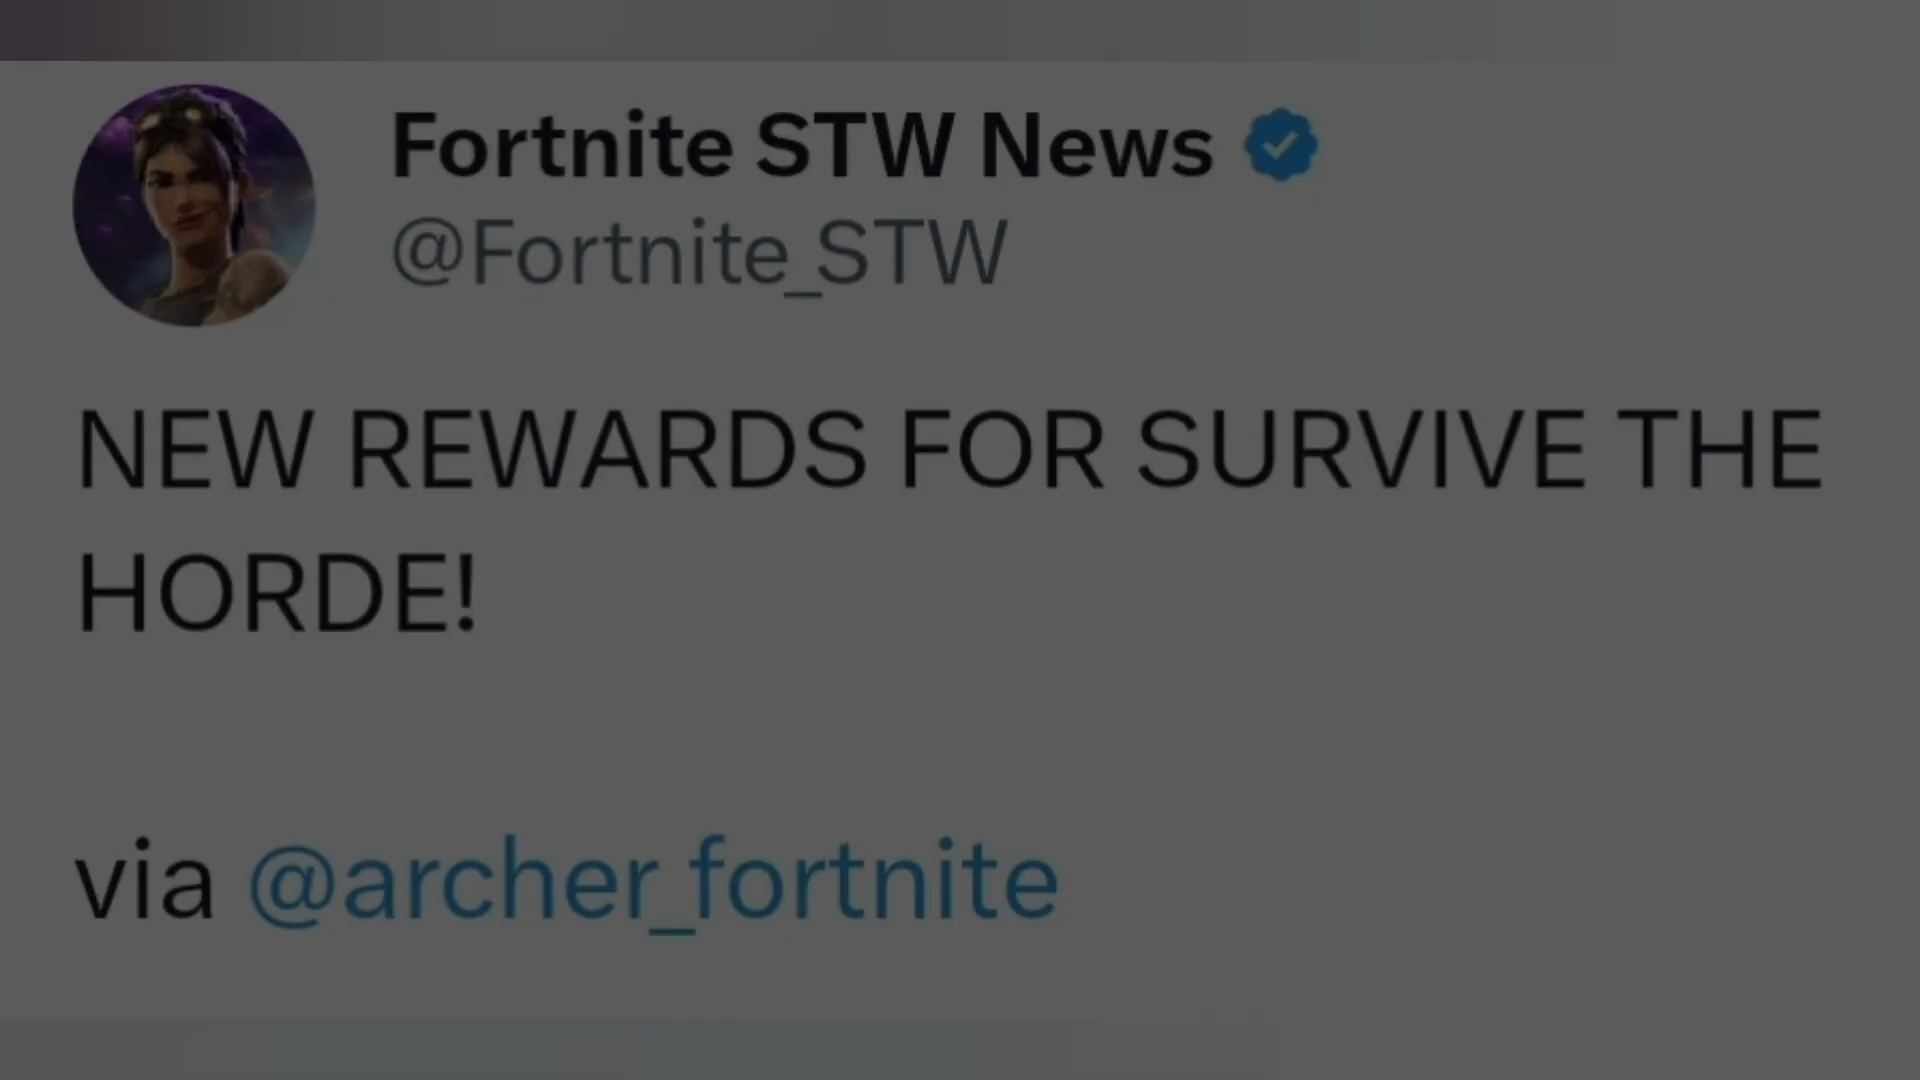 Fortnite STW News
@Fortnite_STW
NEW REWARDS FOR SURVIVE THE
HORDE!
via @archer_fortnite